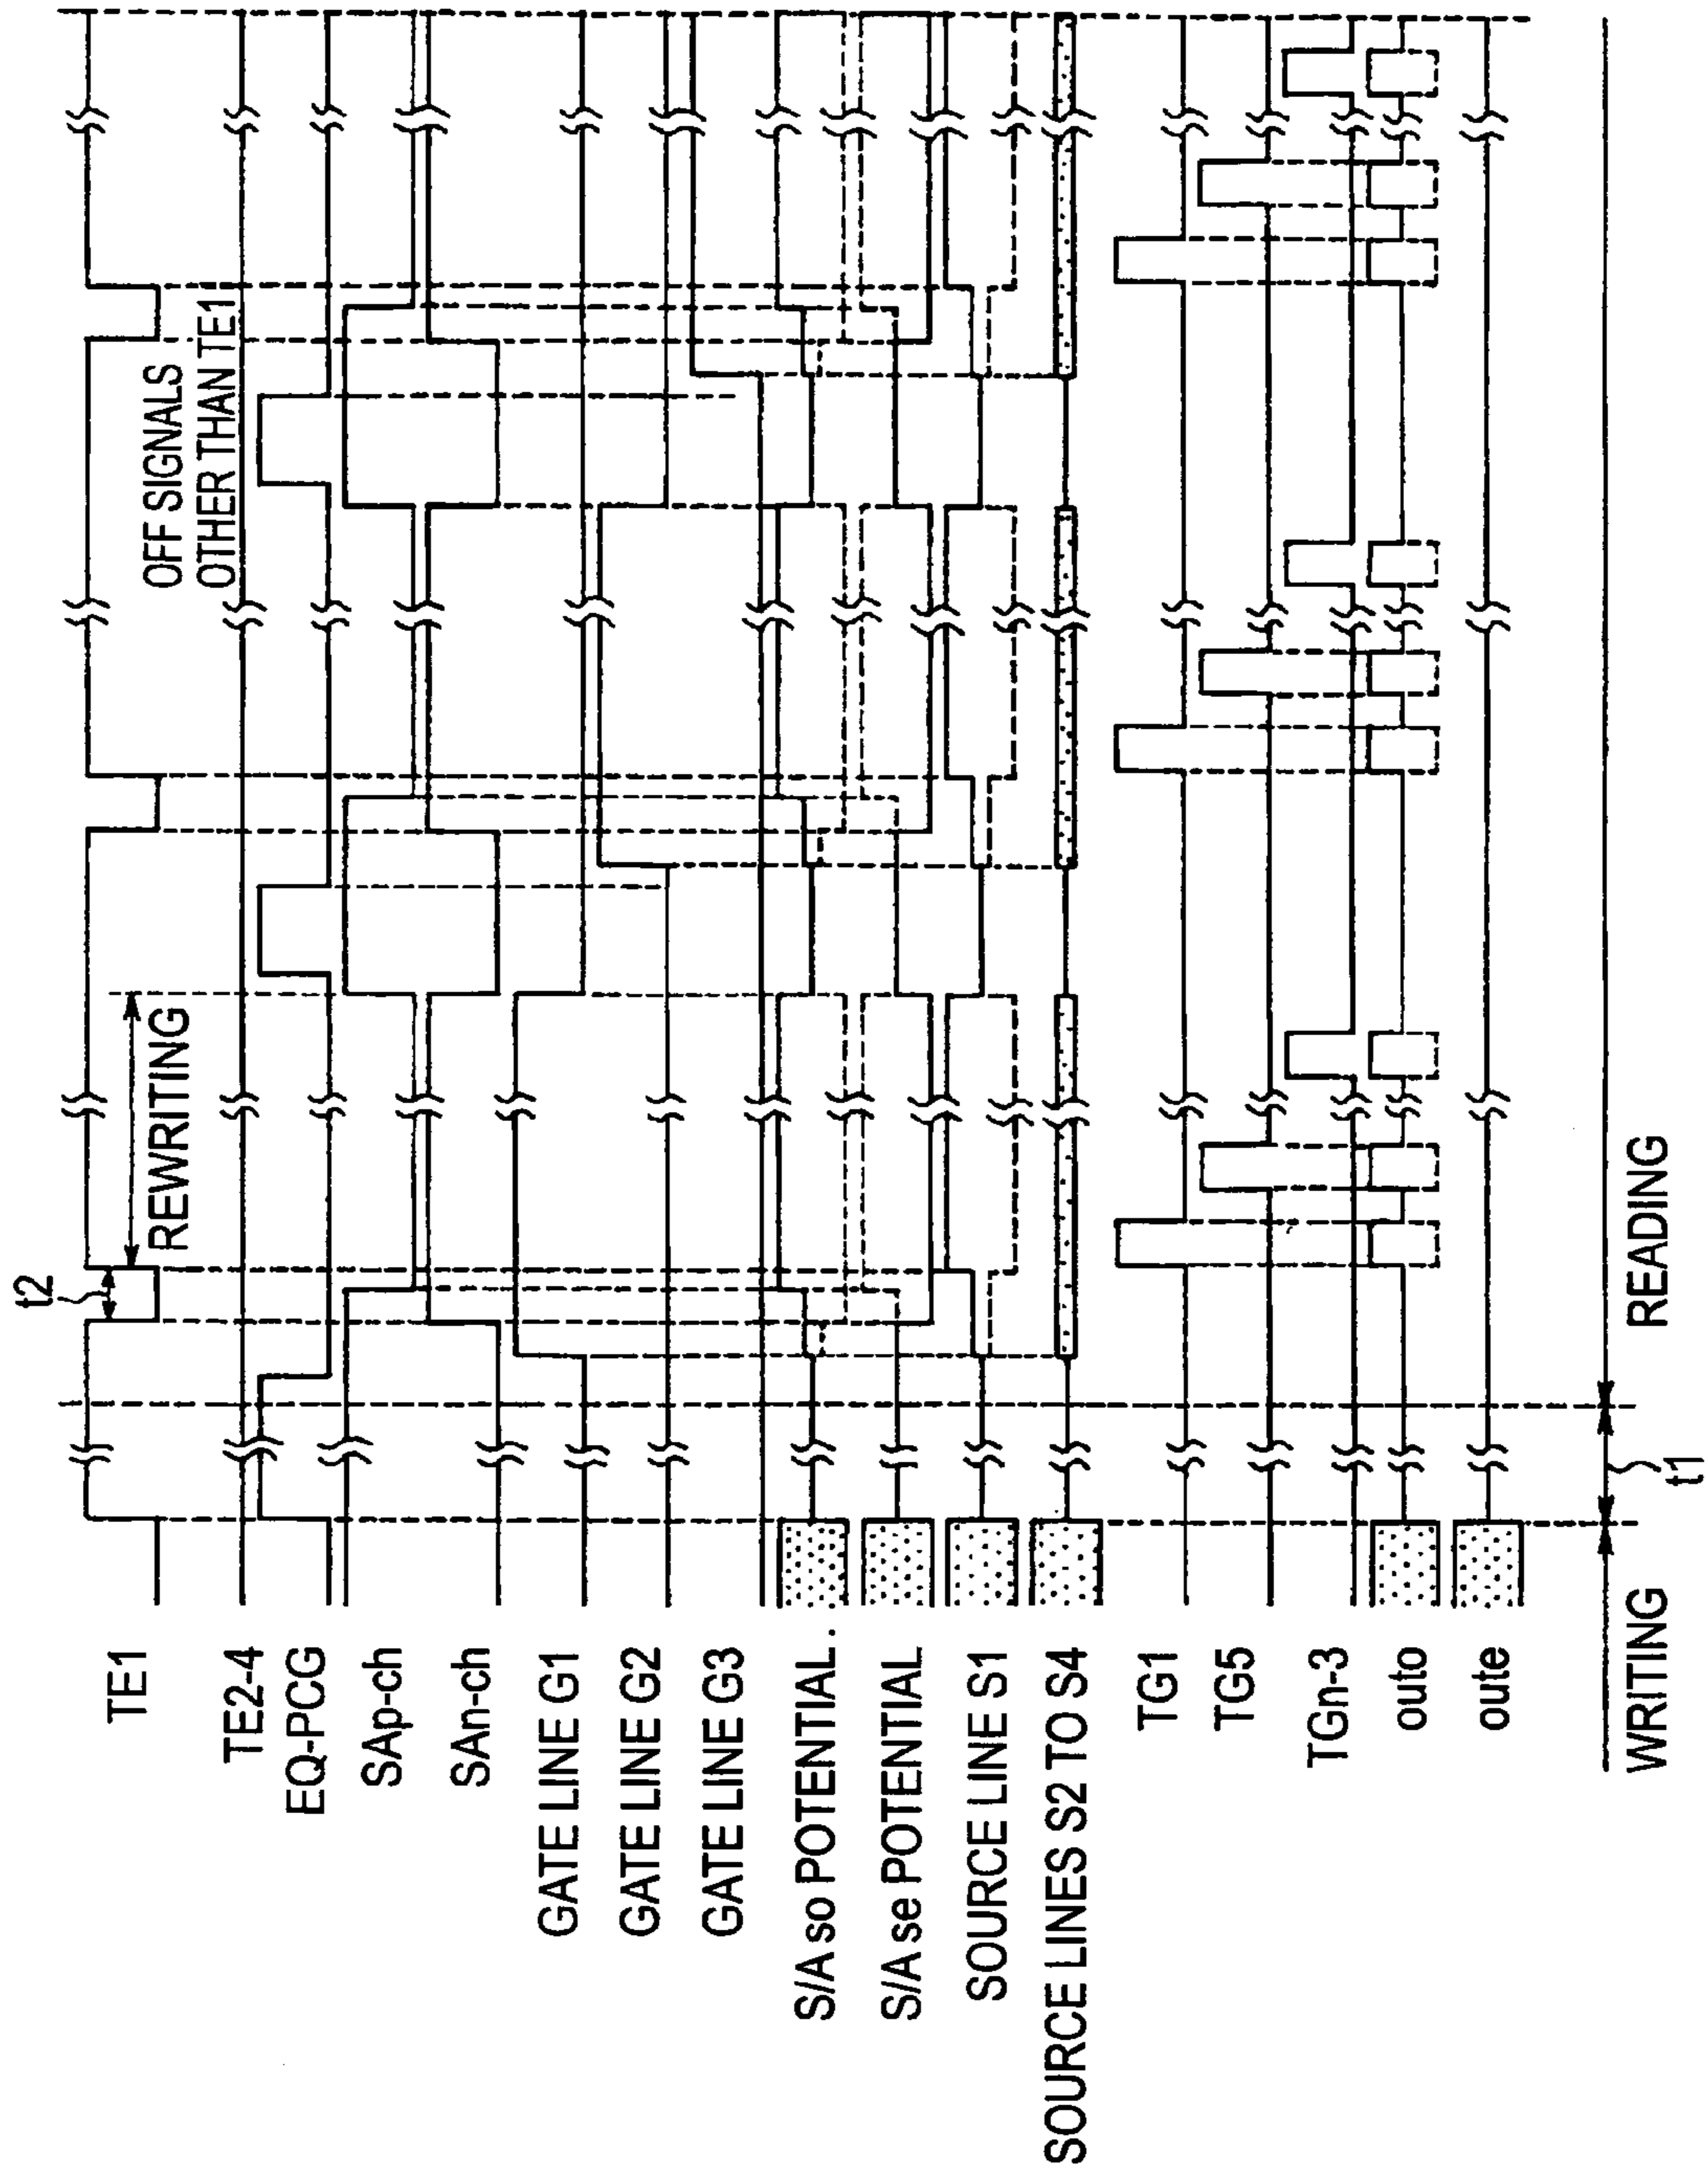 t2
REWRITING
OFF SIGNALS
OTHER THAN TE1
TE1
TE2-4
EQ-PCG
SAp-ch
SAn-ch
GATE LINE G1
GATE LINE G2
GATE LINE G3
S/A so POTENTIAL
S/A se POTENTIAL
SOURCE LINE S1
SOURCE LINES S2 TO S4
TG1
TG5
TGn-3
outo
oute
WRITING
t1
READING